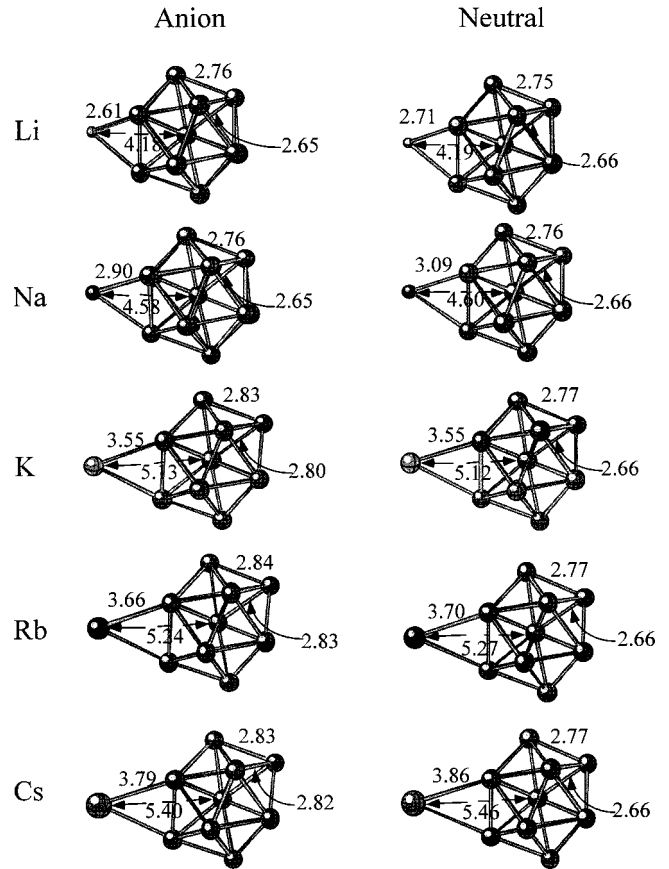 Anion Neutral
2.76 2.75
Li 2.61 4.18 2.65 2.71 4.19 2.66
2.76 2.76
Na 2.90 4.58 2.65 3.09 4.60 2.66
2.83 2.77
K 3.55 5.13 2.80 3.55 5.12 2.66
2.84 2.77
Rb 3.66 5.24 2.83 3.70 5.27 2.66
2.83 2.77
Cs 3.79 5.40 2.82 3.86 5.46 2.66